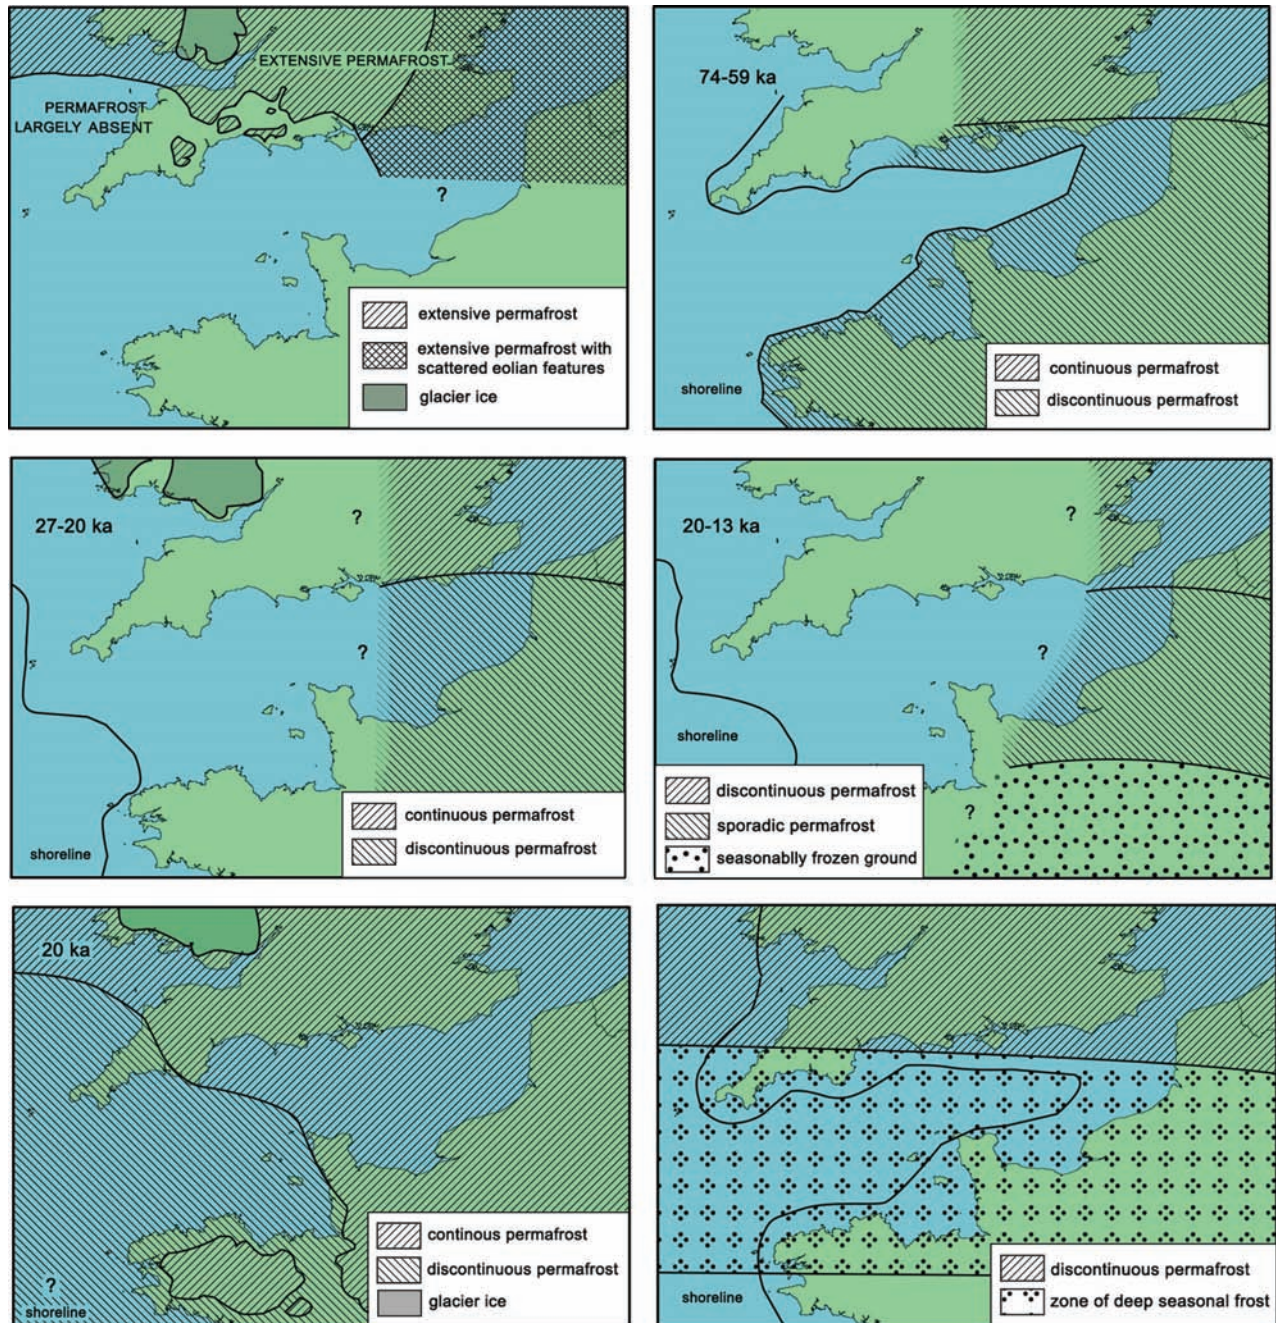 EXTENSIVE PERMAFROST
PERMAFROST
LARGELY ABSENT
?
extensive permafrost
extensive permafrost with
scattered eolian features
glacier ice
74-59 ka
shoreline
continuous permafrost
discontinuous permafrost
27-20 ka
?
?
shoreline
continuous permafrost
discontinuous permafrost
20-13 ka
?
?
shoreline
?
discontinuous permafrost
sporadic permafrost
seasonablly frozen ground
20 ka
?
shoreline
continous permafrost
discontinuous permafrost
glacier ice
shoreline
discontinuous permafrost
zone of deep seasonal frost